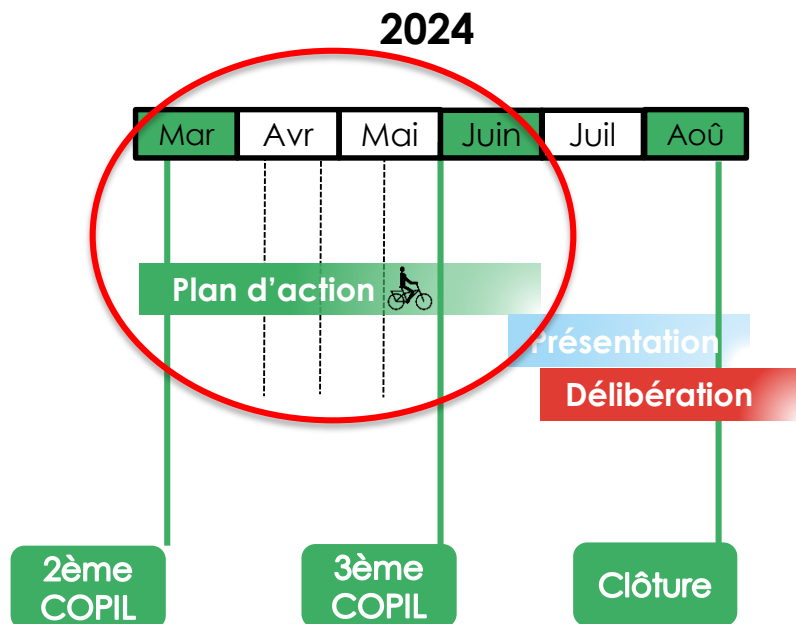 2024
Mar Avr Mai Juin Juil Aoû
Plan d’action
Présentation
Délibération
2ème
COPIL
3ème
COPIL
Clôture